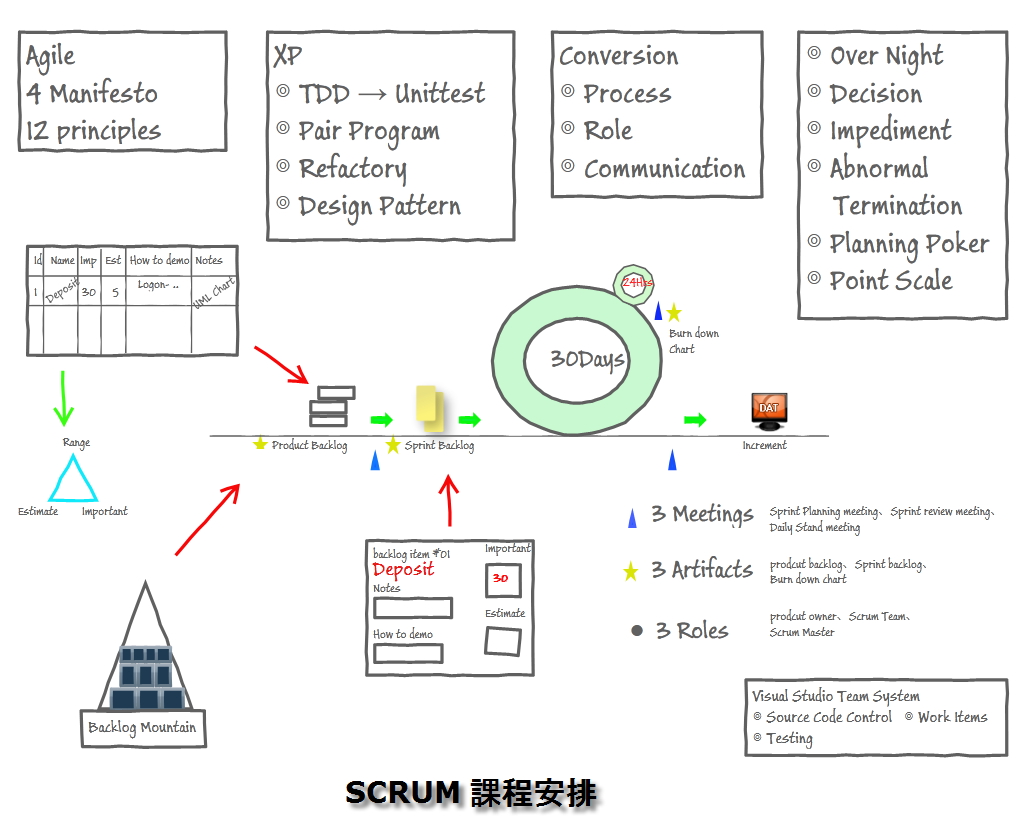 Agile
4 Manifesto
12 principles
XP
◎ TDD → Unittest
◎ Pair Program
◎ Refactory
◎ Design Pattern
Conversion
◎ Process
◎ Role
◎ Communication
◎ Over Night
◎ Decision
◎ Impediment
◎ Abnormal
Termination
◎ Planning Poker
◎ Point Scale
Id Name Imp Est How to demo Notes
1 Deposit 30 5 Logon- .. UML Chart
24Hrs
30Days
Burn down
Chart
DAT
Product Backlog
Sprint Backlog
Increment
Range
Estimate
Important
3 Meetings
Sprint Planning meeting、Sprint review meeting、
Daily Stand meeting
3 Artifacts
prodcut backlog、Sprint backlog、
Burn down chart
3 Roles
prodcut owner、Scrum Team、
Scrum Master
backlog item #01
Important
Deposit
30
Notes
Estimate
How to demo
Backlog Mountain
Visual Studio Team System
◎ Source Code Control ◎ Work Items
◎ Testing
SCRUM 課程安排